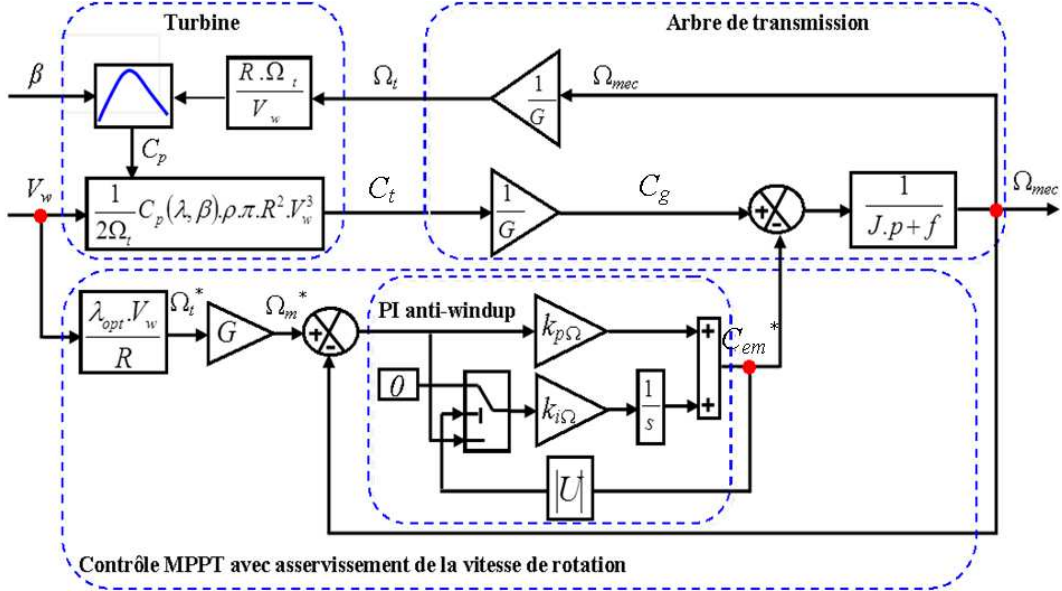 Turbine
Arbre de transmission
β
R.Ω_t / V_w
Ω_t
1/G
Ω_mec
C_p
V_w
1/(2Ω_t) C_p(λ,β).ρ.π.R².V_w³
C_t
1/G
C_g
+
-
1/(J.p+f)
Ω_mec
λ_opt.V_w / R
Ω_t*
G
Ω_m*
+
-
PI anti-windup
k_pΩ
+
C_em*
0
k_iΩ
1/s
+
|U|
Contrôle MPPT avec asservissement de la vitesse de rotation